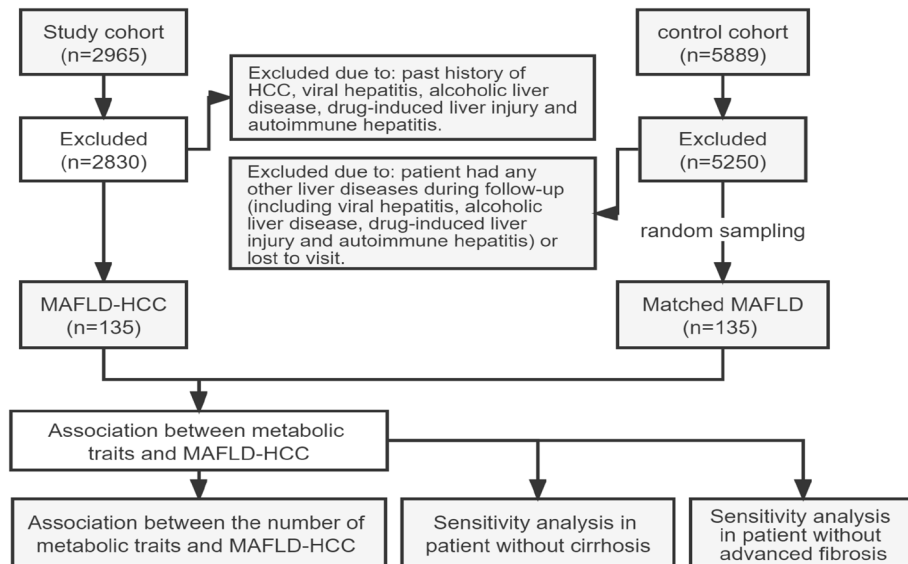 Study cohort
(n=2965)
control cohort
(n=5889)
Excluded due to: past history of
HCC, viral hepatitis, alcoholic liver
disease, drug-induced liver injury and
autoimmune hepatitis.
Excluded
(n=2830)
Excluded
(n=5250)
Excluded due to: patient had any
other liver diseases during follow-up
(including viral hepatitis, alcoholic
liver disease, drug-induced liver
injury and autoimmune hepatitis) or
lost to visit.
random sampling
MAFLD-HCC
(n=135)
Matched MAFLD
(n=135)
Association between metabolic
traits and MAFLD-HCC
Association between the number of
metabolic traits and MAFLD-HCC
Sensitivity analysis in
patient without cirrhosis
Sensitivity analysis
in patient without
advanced fibrosis